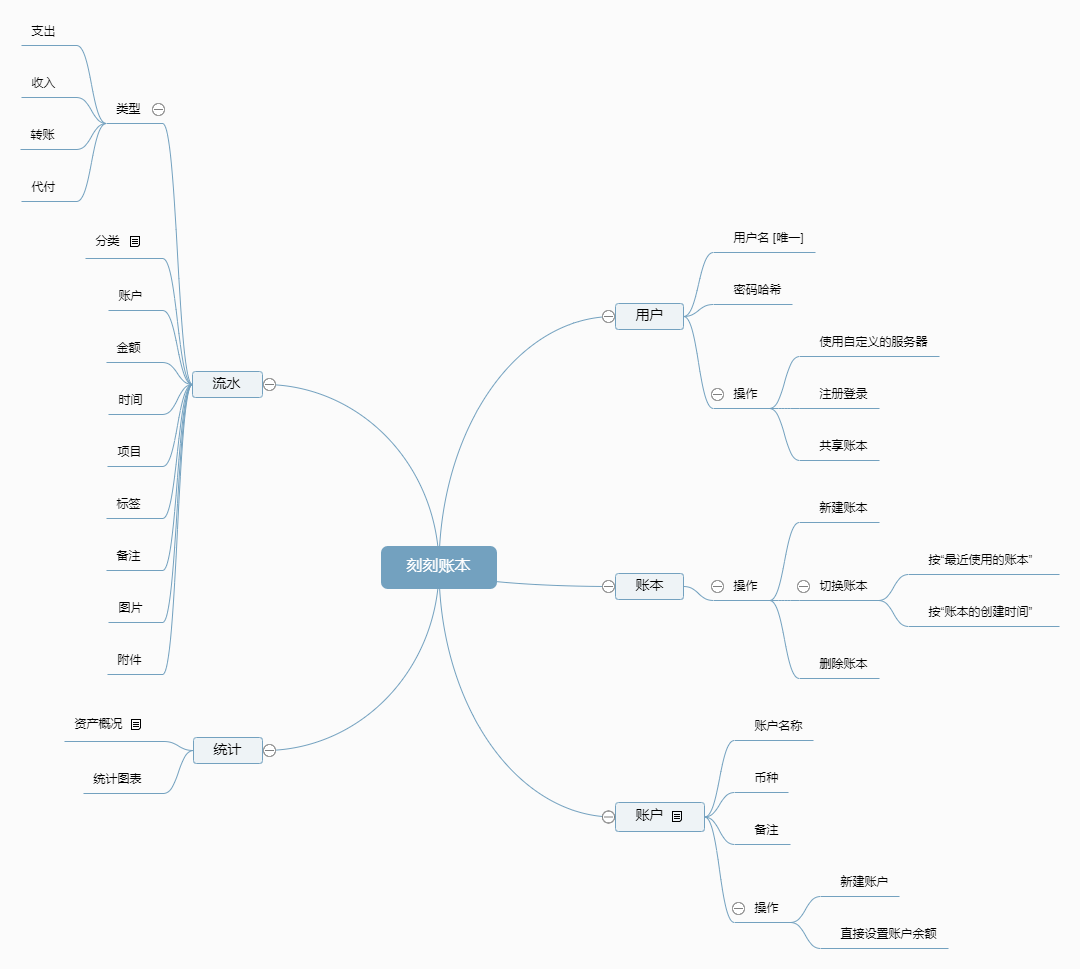 刻刻账本
用户
用户名 [唯一]
密码哈希
操作
使用自定义的服务器
注册登录
共享账本
账本
操作
新建账本
切换账本
按“最近使用的账本”
按“账本的创建时间”
删除账本
账户
账户名称
币种
备注
操作
新建账户
直接设置账户余额
流水
类型
支出
收入
转账
代付
分类
账户
金额
时间
项目
标签
备注
图片
附件
统计
资产概况
统计图表